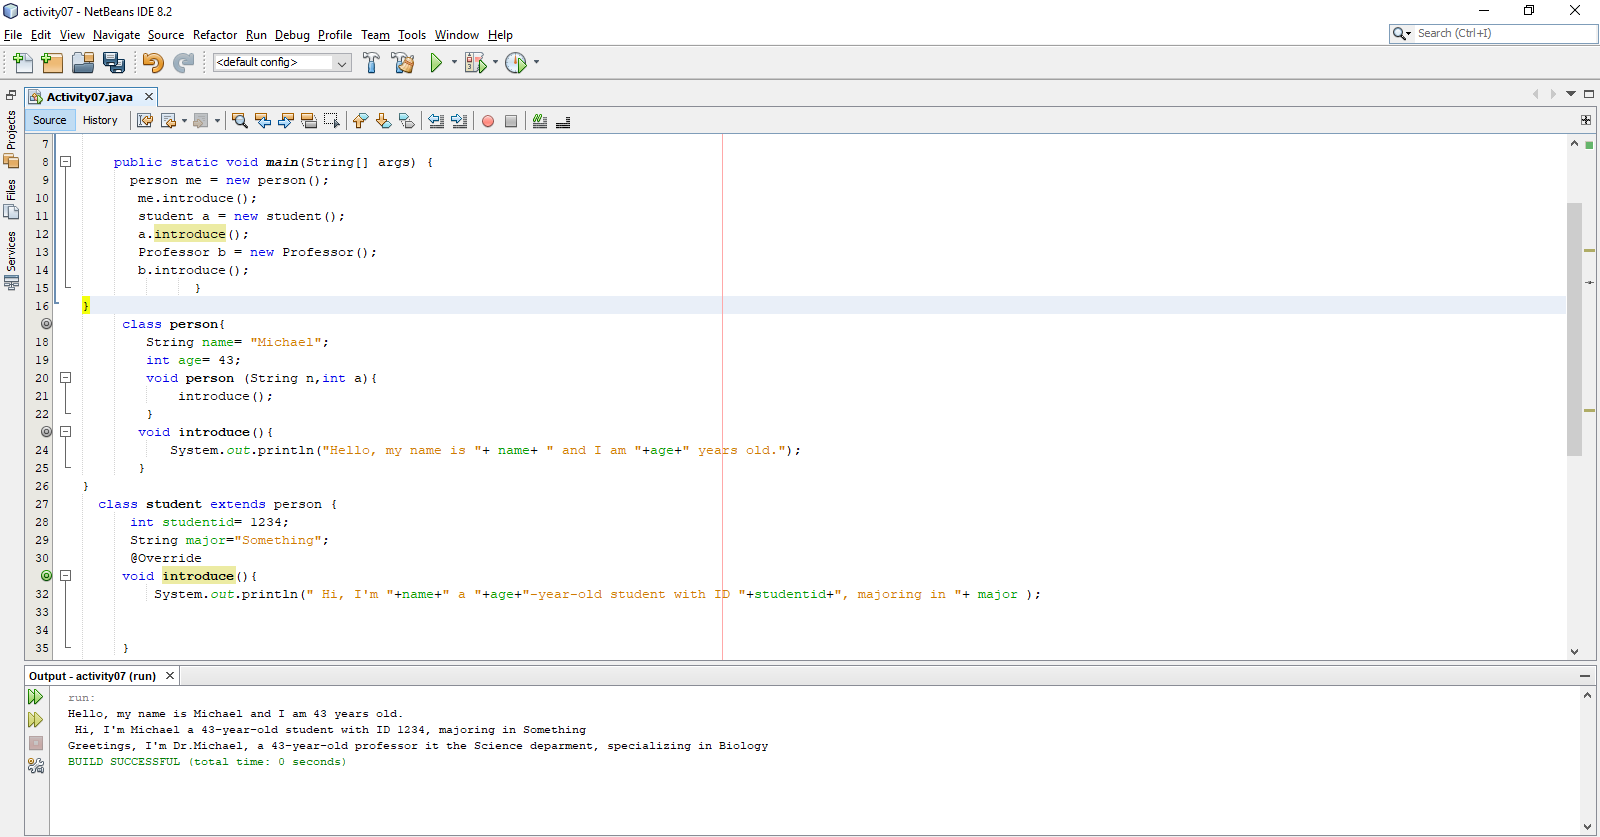 activity07 - NetBeans IDE 8.2
File Edit View Navigate Source Refactor Run Debug Profile Team Tools Window Help
Search (Ctrl+I)
<default config>
Projects
Files
Services
Activity07.java
Source History
7
8 public static void main(String[] args) {
9 person me = new person();
10 me.introduce();
11 student a = new student();
12 a.introduce();
13 Professor b = new Professor();
14 b.introduce();
15 }
16 }
class person{
18 String name= "Michael";
19 int age= 43;
20 void person (String n,int a){
21 introduce();
22 }
void introduce(){
24 System.out.println("Hello, my name is "+ name+ " and I am "+age+" years old.");
25 }
26 }
27 class student extends person {
28 int studentid= 1234;
29 String major="Something";
30 @Override
void introduce(){
32 System.out.println(" Hi, I'm "+name+" a "+age+"-year-old student with ID "+studentid+", majoring in "+ major );
33
34
35 }
Output - activity07 (run)
run:
Hello, my name is Michael and I am 43 years old.
Hi, I'm Michael a 43-year-old student with ID 1234, majoring in Something
Greetings, I'm Dr.Michael, a 43-year-old professor it the Science deparment, specializing in Biology
BUILD SUCCESSFUL (total time: 0 seconds)